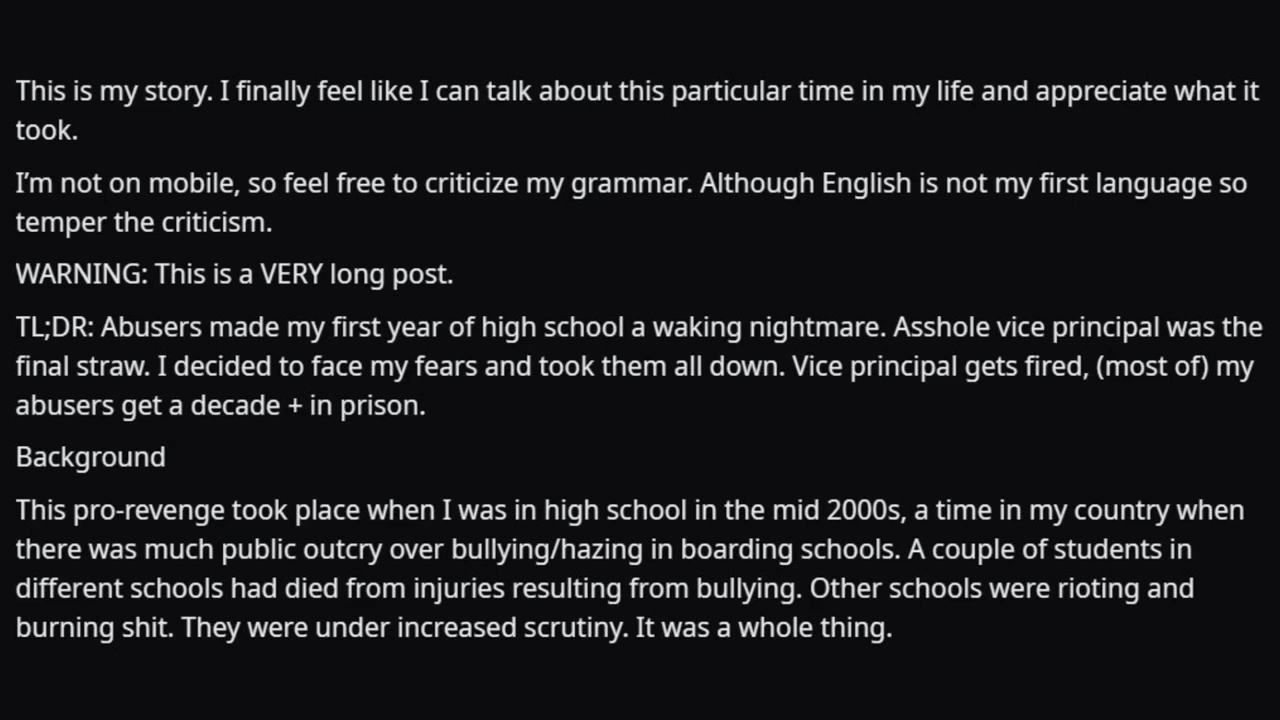 This is my story. I finally feel like I can talk about this particular time in my life and appreciate what it
took.
I'm not on mobile, so feel free to criticize my grammar. Although English is not my first language so
temper the criticism.
WARNING: This is a VERY long post.
TL;DR: Abusers made my first year of high school a waking nightmare. Asshole vice principal was the
final straw. I decided to face my fears and took them all down. Vice principal gets fired, (most of) my
abusers get a decade + in prison.
Background
This pro-revenge took place when I was in high school in the mid 2000s, a time in my country when
there was much public outcry over bullying/hazing in boarding schools. A couple of students in
different schools had died from injuries resulting from bullying. Other schools were rioting and
burning shit. They were under increased scrutiny. It was a whole thing.